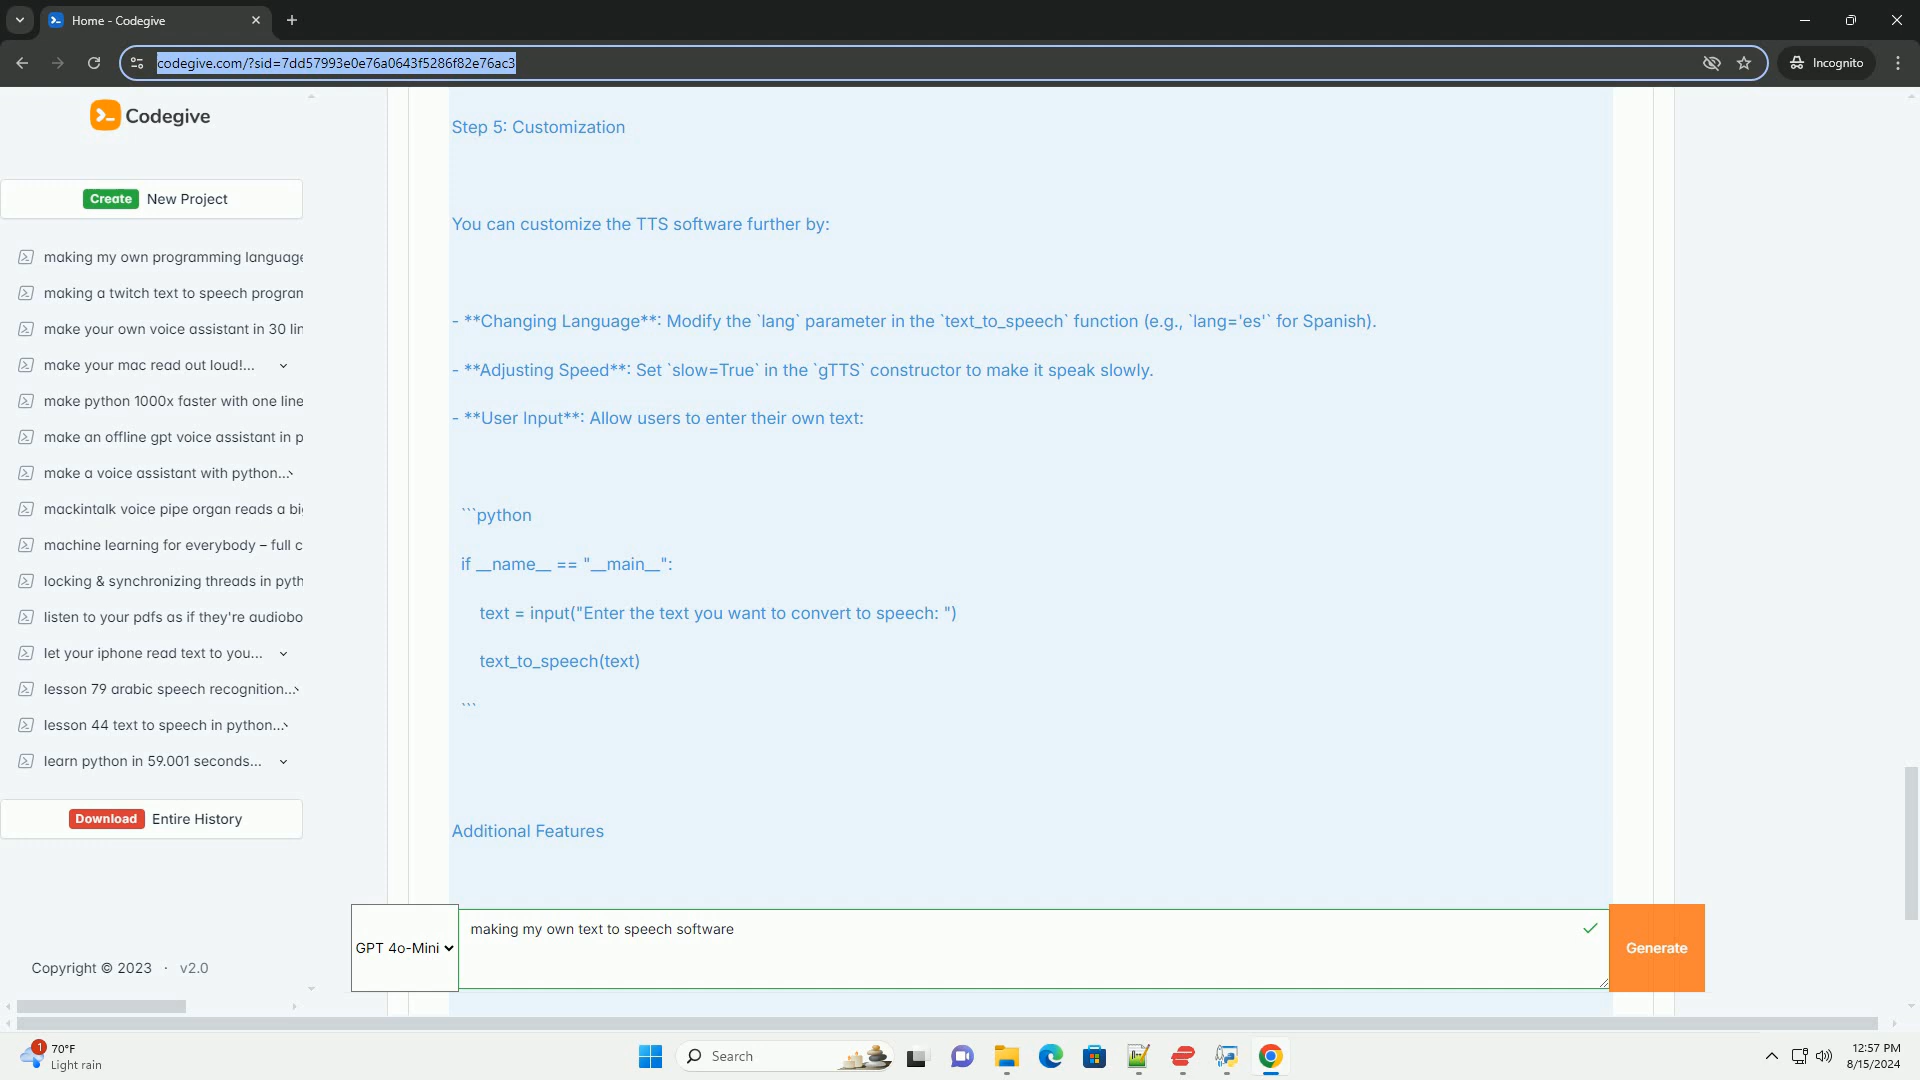 Home - Codegive
codegive.com/?sid=7dd57993e0e76a0643f5286f82e76ac3
Incognito
Codegive
Create New Project
making my own programming language
making a twitch text to speech program
make your own voice assistant in 30 lin
make your mac read out loud!...
make python 1000x faster with one line
make an offline gpt voice assistant in p
make a voice assistant with python...
mackintalk voice pipe organ reads a bi
machine learning for everybody – full c
locking & synchronizing threads in pyth
listen to your pdfs as if they're audiobo
let your iphone read text to you...
lesson 79 arabic speech recognition...
lesson 44 text to speech in python...
learn python in 59.001 seconds...
Download Entire History
Copyright © 2023 · v2.0
Step 5: Customization
You can customize the TTS software further by:
- **Changing Language**: Modify the `lang` parameter in the `text_to_speech` function (e.g., `lang='es'` for Spanish).
- **Adjusting Speed**: Set `slow=True` in the `gTTS` constructor to make it speak slowly.
- **User Input**: Allow users to enter their own text:
```python
if __name__ == "__main__":
text = input("Enter the text you want to convert to speech: ")
text_to_speech(text)
```
Additional Features
GPT 4o-Mini
making my own text to speech software
Generate
1
70°F
Light rain
Search
12:57 PM
8/15/2024